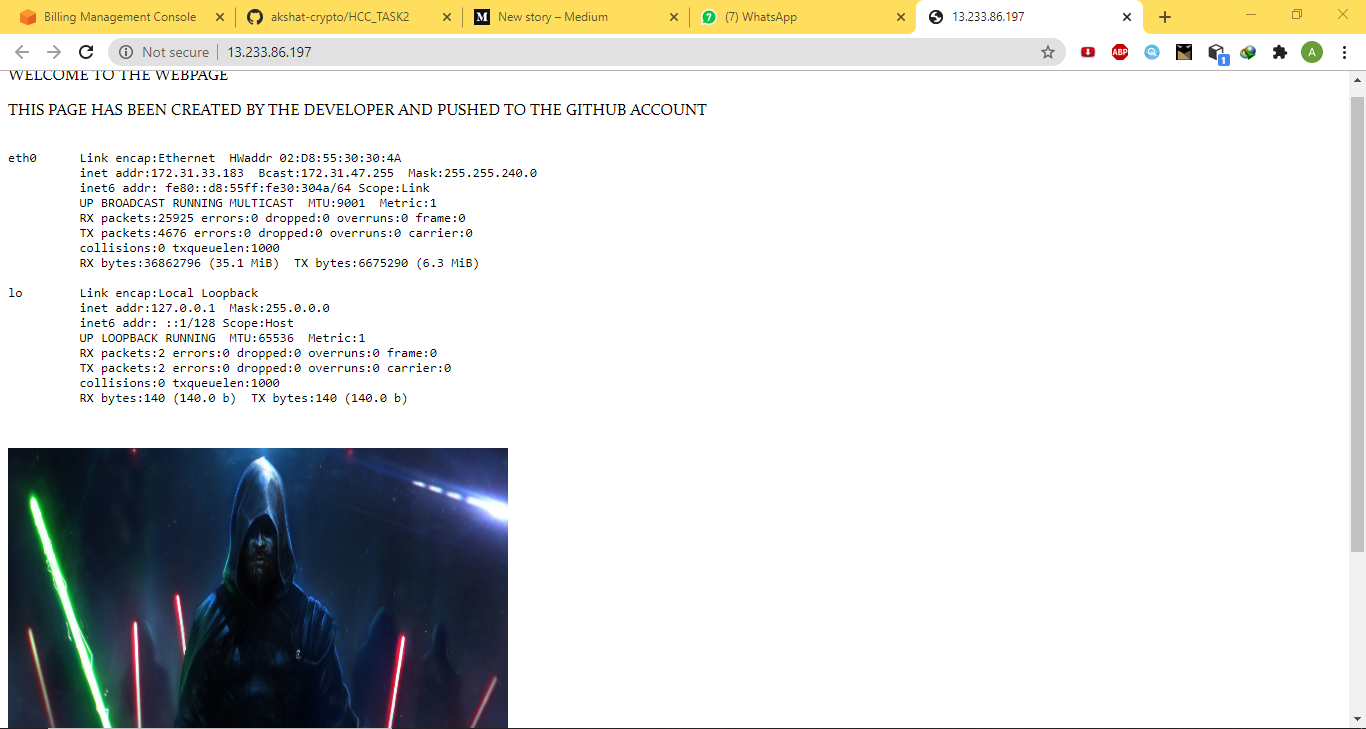 Billing Management Console
akshat-crypto/HCC_TASK2
M
New story – Medium
7
(7) WhatsApp
13.233.86.197
Not secure
13.233.86.197
ABP
1
A
WELCOME TO THE WEBPAGE
THIS PAGE HAS BEEN CREATED BY THE DEVELOPER AND PUSHED TO THE GITHUB ACCOUNT
eth0 Link encap:Ethernet HWaddr 02:D8:55:30:30:4A
inet addr:172.31.33.183 Bcast:172.31.47.255 Mask:255.255.240.0
inet6 addr: fe80::d8:55ff:fe30:304a/64 Scope:Link
UP BROADCAST RUNNING MULTICAST MTU:9001 Metric:1
RX packets:25925 errors:0 dropped:0 overruns:0 frame:0
TX packets:4676 errors:0 dropped:0 overruns:0 carrier:0
collisions:0 txqueuelen:1000
RX bytes:36862796 (35.1 MiB) TX bytes:6675290 (6.3 MiB)
lo Link encap:Local Loopback
inet addr:127.0.0.1 Mask:255.0.0.0
inet6 addr: ::1/128 Scope:Host
UP LOOPBACK RUNNING MTU:65536 Metric:1
RX packets:2 errors:0 dropped:0 overruns:0 frame:0
TX packets:2 errors:0 dropped:0 overruns:0 carrier:0
collisions:0 txqueuelen:1000
RX bytes:140 (140.0 b) TX bytes:140 (140.0 b)